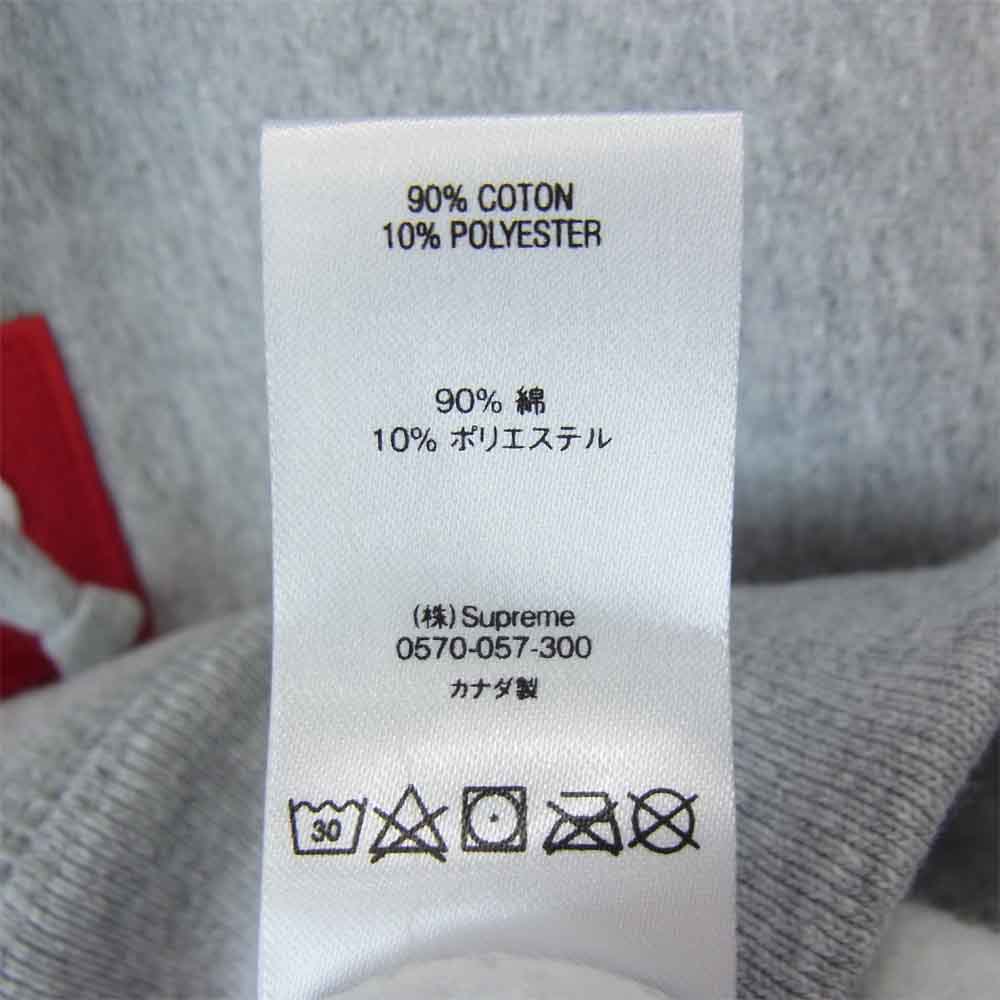 90% COTON
10% POLYESTER
90% 綿
10% ポリエステル
(株)Supreme
0570-057-300
カナダ製
30